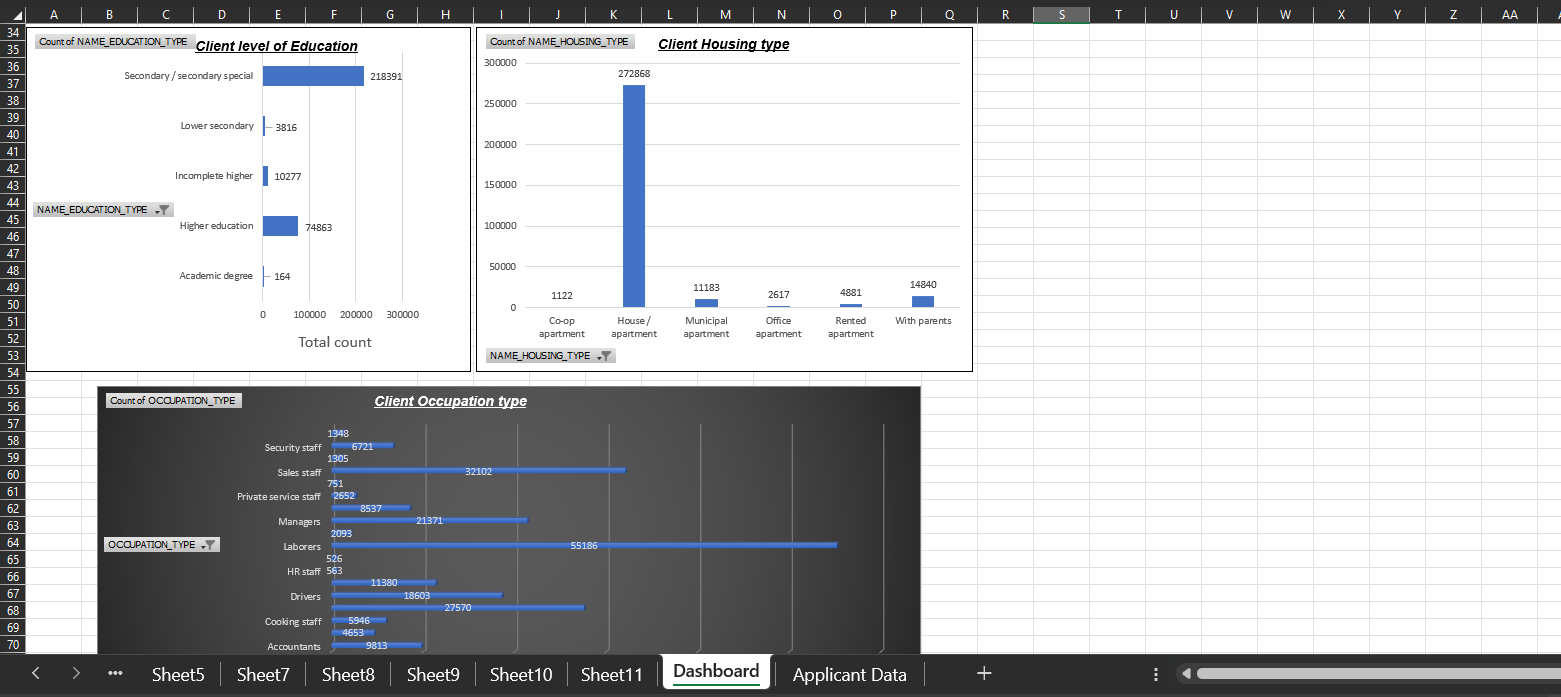 A B C D E F G H I J K L M N O P Q R S T U V W X Y Z AA
34
35
36
37
38
39
40
41
42
43
44
45
46
47
48
49
50
51
52
53
54
55
56
57
58
59
60
61
62
63
64
65
66
67
68
69
70
Count of NAME_EDUCATION_TYPE
Client level of Education
Secondary / secondary special 218391
Lower secondary 3816
Incomplete higher 10277
NAME_EDUCATION_TYPE
Higher education 74863
Academic degree 164
0 100000 200000 300000
Total count
Count of NAME_HOUSING_TYPE
Client Housing type
300000
250000
200000
150000
100000
50000
0
1122
272868
11183
2617
4881
14840
Co-op
apartment
House /
apartment
Municipal
apartment
Office
apartment
Rented
apartment
With parents
NAME_HOUSING_TYPE
Count of OCCUPATION_TYPE
Client Occupation type
1348
Security staff 6721
1305
Sales staff 32102
751
Private service staff 2652
8537
Managers 21371
2093
OCCUPATION_TYPE
Laborers 55186
526
HR staff 563
11380
Drivers 18603
27570
Cooking staff 5946
4653
Accountants 9813
Sheet5 Sheet7 Sheet8 Sheet9 Sheet10 Sheet11 Dashboard Applicant Data